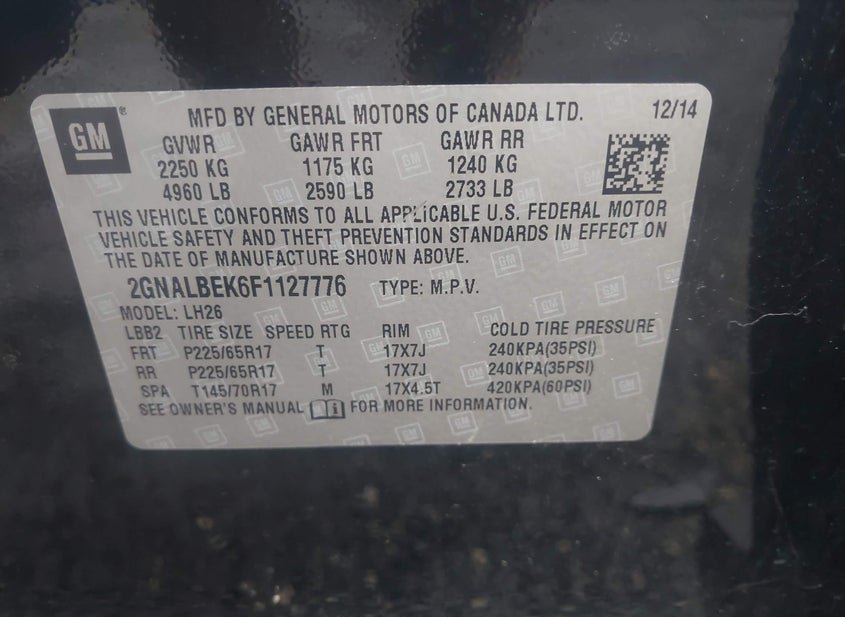 GM
MFD BY GENERAL MOTORS OF CANADA LTD. 12/14
GVWR GAWR FRT GAWR RR
2250 KG 1175 KG 1240 KG
4960 LB 2590 LB 2733 LB
THIS VEHICLE CONFORMS TO ALL APPLICABLE U.S. FEDERAL MOTOR
VEHICLE SAFETY AND THEFT PREVENTION STANDARDS IN EFFECT ON
THE DATE OF MANUFACTURE SHOWN ABOVE.
2GNALBEK6F1127776 TYPE: M.P.V.
MODEL: LH26
LBB2 TIRE SIZE SPEED RTG RIM COLD TIRE PRESSURE
FRT P225/65R17 T 17X7J 240KPA(35PSI)
RR P225/65R17 T 17X7J 240KPA(35PSI)
SPA T145/70R17 M 17X4.5T 420KPA(60PSI)
SEE OWNER'S MANUAL FOR MORE INFORMATION.